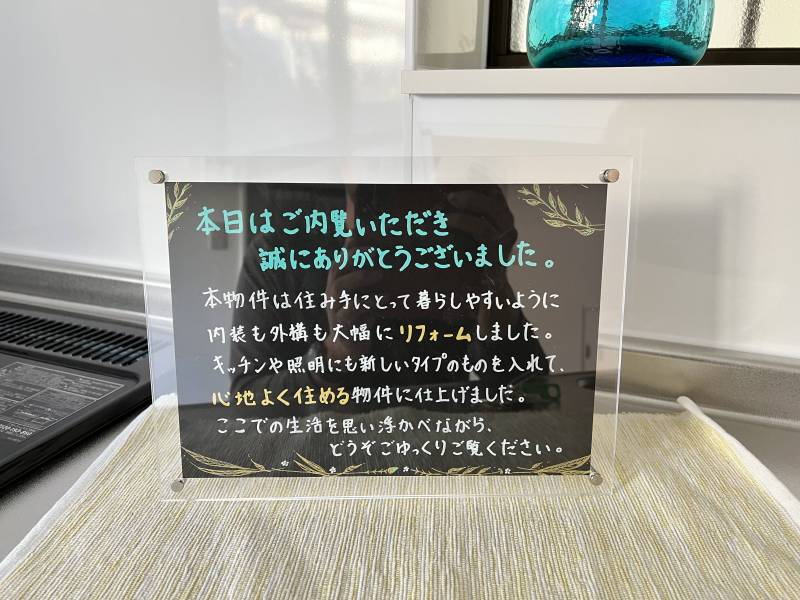 本日はご内覧いただき
誠にありがとうございました。
本物件は住み手にとって暮らしやすいように
内装も外構も大幅にリフォームしました。
キッチンや照明にも新しいタイプのものを入れて、
心地よく住める物件に仕上げました。
ここでの生活を思い浮かべながら、
どうぞごゆっくりご覧ください。